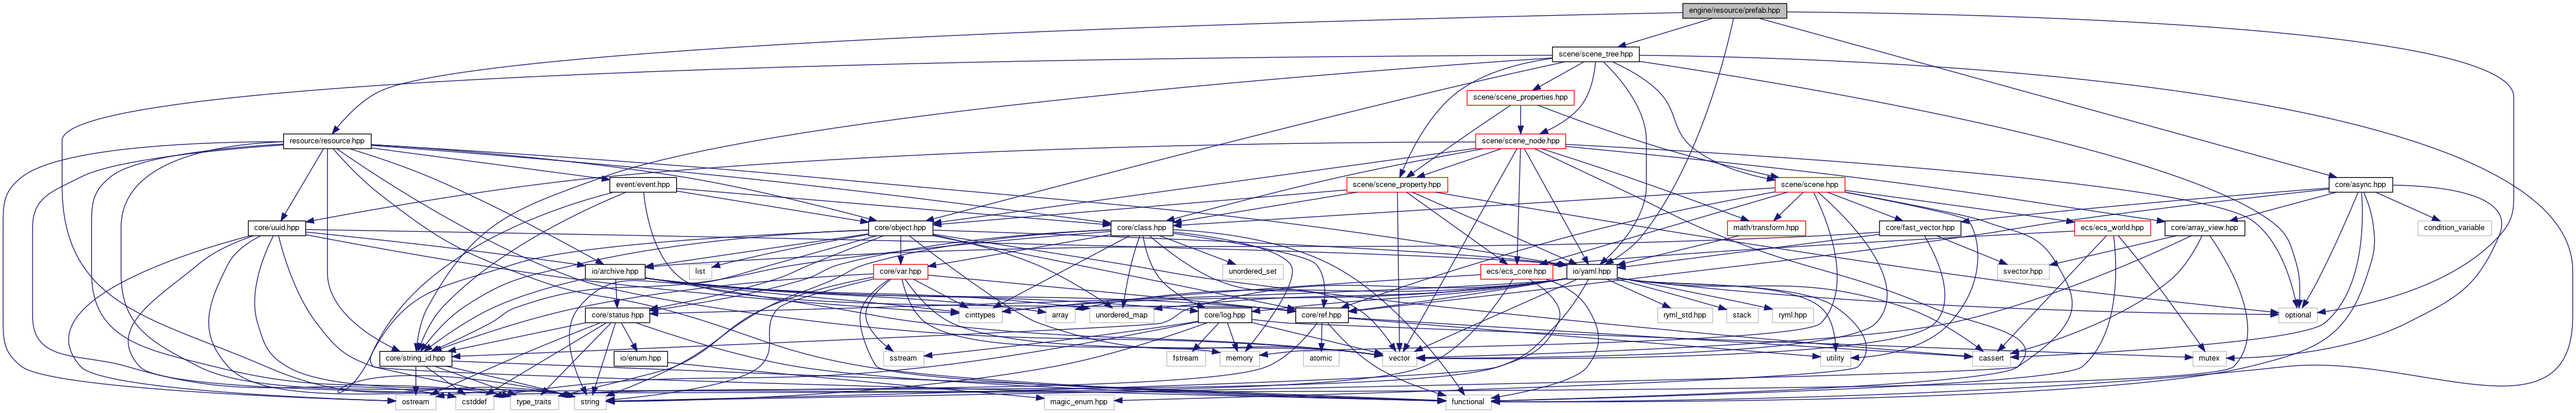 engine/resource/prefab.hpp
scene/scene_tree.hpp
scene/scene_properties.hpp
resource/resource.hpp
scene/scene_node.hpp
event/event.hpp
scene/scene_property.hpp
scene/scene.hpp
core/async.hpp
core/uuid.hpp
core/object.hpp
core/class.hpp
math/transform.hpp
core/fast_vector.hpp
core/array_view.hpp
ecs/ecs_world.hpp
condition_variable
list
io/archive.hpp
core/var.hpp
unordered_set
ecs/ecs_core.hpp
io/yaml.hpp
svector.hpp
core/status.hpp
cinttypes
array
unordered_map
core/log.hpp
core/ref.hpp
ryml_std.hpp
stack
ryml.hpp
optional
core/string_id.hpp
io/enum.hpp
sstream
fstream
memory
atomic
vector
utility
cassert
mutex
ostream
cstddef
type_traits
string
magic_enum.hpp
functional